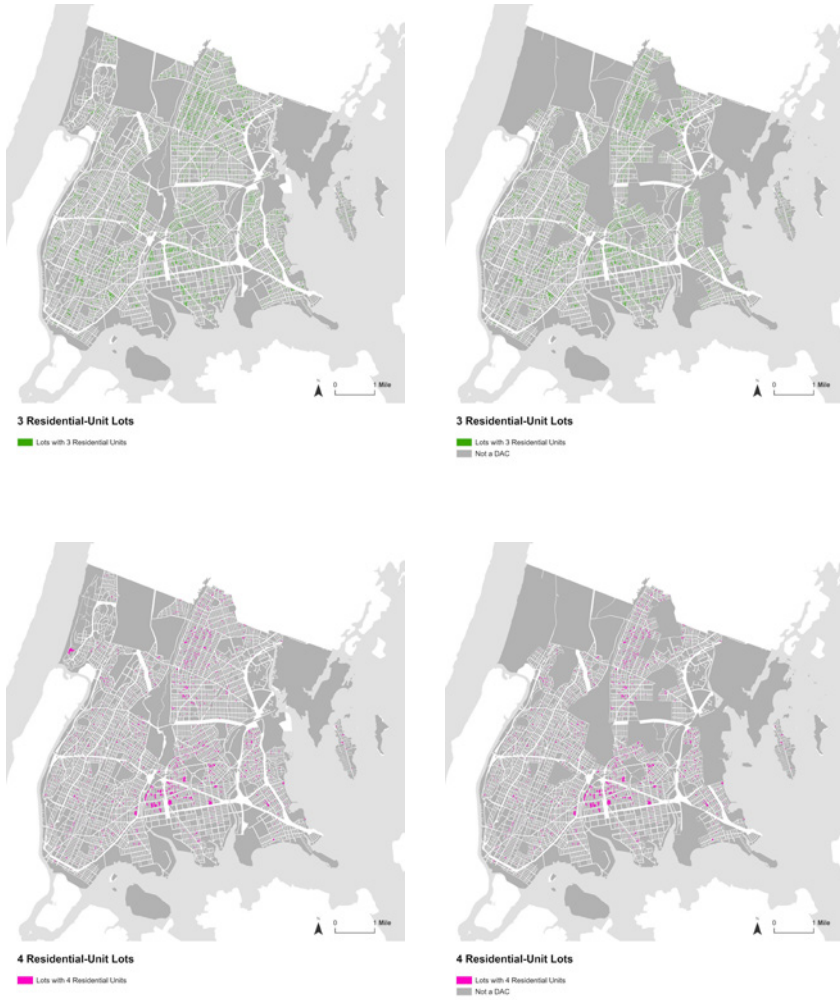 N
0 1 Mile
3 Residential-Unit Lots
Lots with 3 Residential Units
N
0 1 Mile
3 Residential-Unit Lots
Lots with 3 Residential Units
Not a DAC
N
0 1 Mile
4 Residential-Unit Lots
Lots with 4 Residential Units
N
0 1 Mile
4 Residential-Unit Lots
Lots with 4 Residential Units
Not a DAC